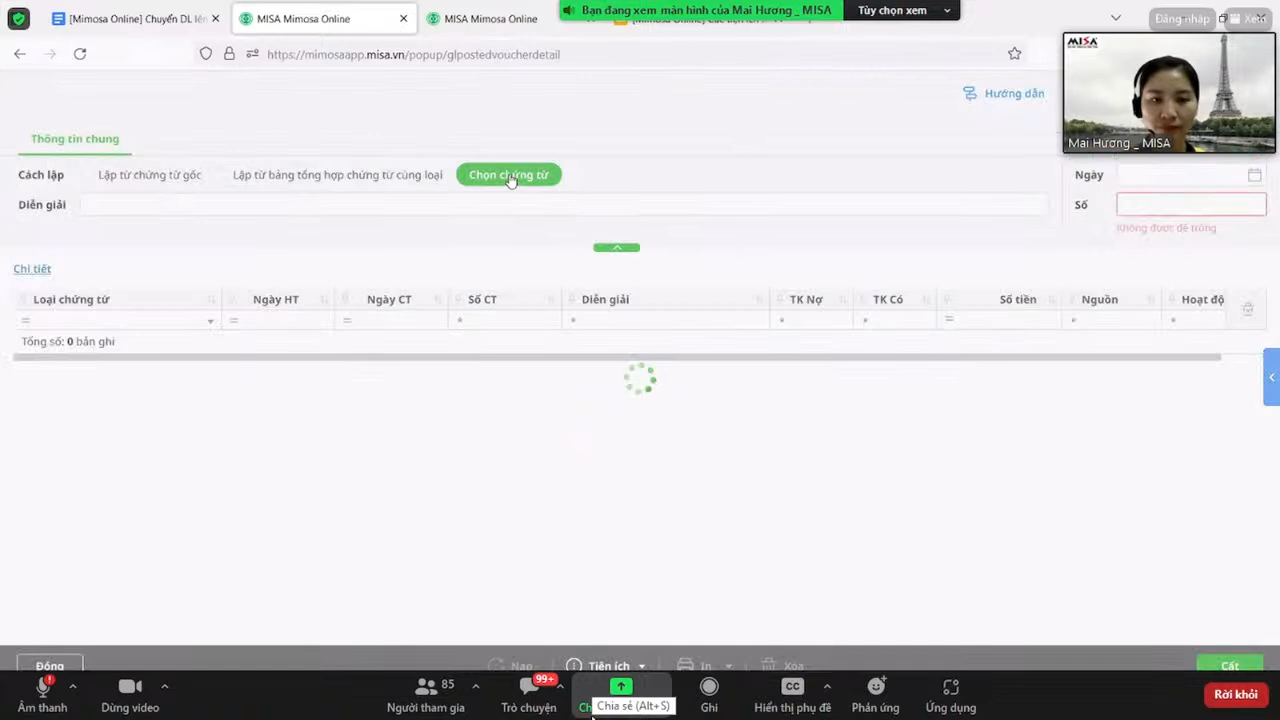 [Mimosa Online] Chuyển DL lên
MISA Mimosa Online
MISA Mimosa Online
Bạn đang xem màn hình của Mai Hương _ MISA
Tùy chọn xem
Đăng nhập
Xem
https://mimosaapp.misa.vn/popup/glpostedvoucherdetail
MISA
Mai Hương _ MISA
Hướng dẫn
Thông tin chung
Cách lập
Lập từ chứng từ gốc
Lập từ bảng tổng hợp chứng từ cùng loại
Chọn chứng từ
Ngày
Diễn giải
Số
Không được để trống
Chi tiết
Loại chứng từ
Ngày HT
Ngày CT
Số CT
Diễn giải
TK Nợ
TK Có
Số tiền
Nguồn
Hoạt độ
Tổng số: 0 bản ghi
Đóng
Nạp
Tiện ích
In
Xóa
Cất
85
99+
CC
Âm thanh
Dừng video
Người tham gia
Trò chuyện
Chia sẻ (Alt+S)
Ghi
Hiển thị phụ đề
Phản ứng
Ứng dụng
Rời khỏi